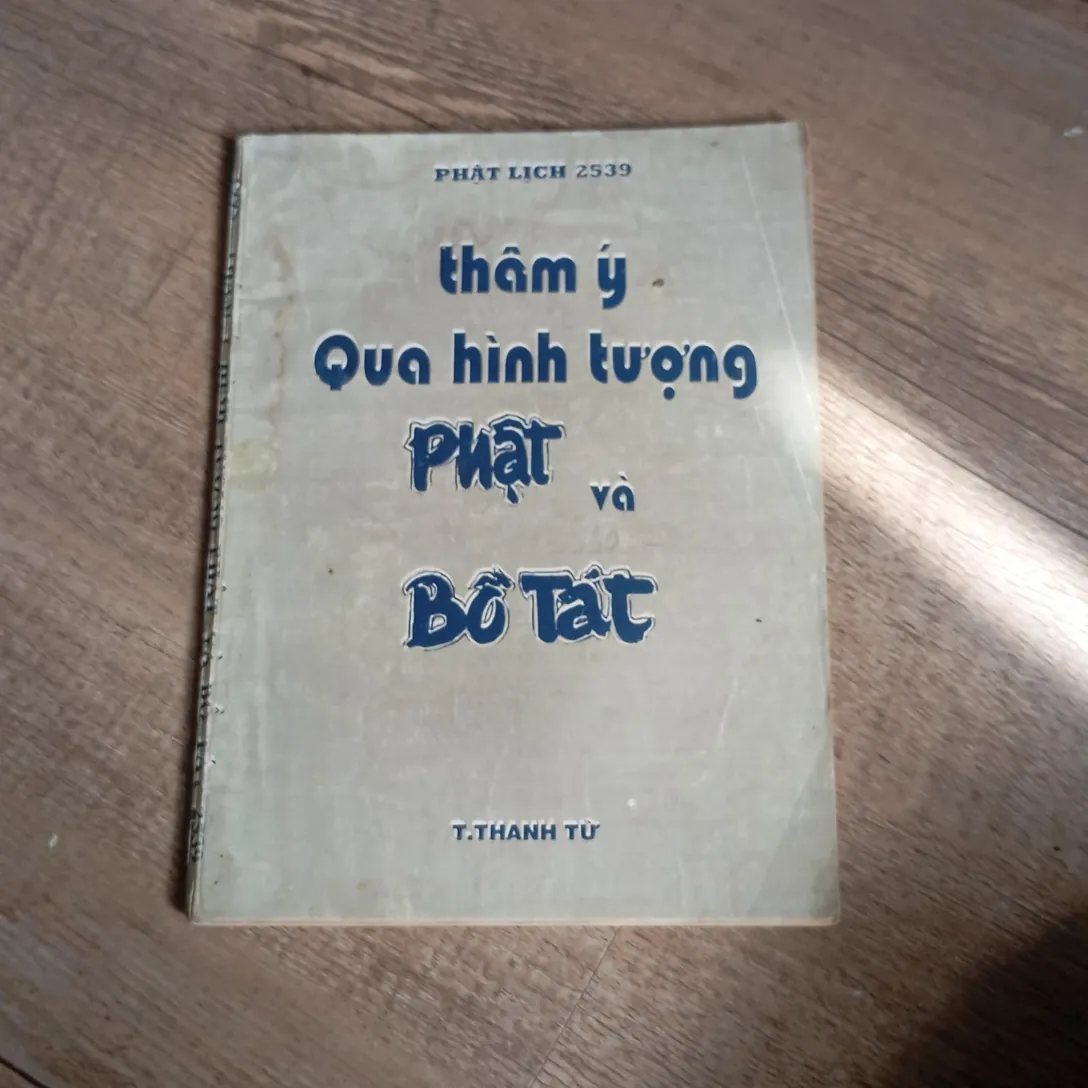 PHẬT LỊCH 2539
thâm ý
Qua hình tượng
Phật
và
Bồ Tát
T.THANH TỪ